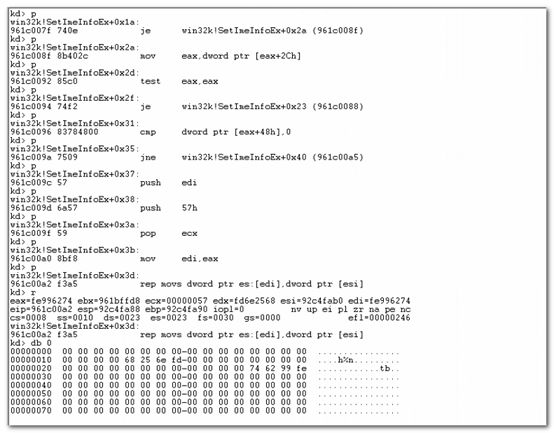 kd> p
win32k!SetImeInfoEx+0x1a:
961c007f 740e je win32k!SetImeInfoEx+0x2a (961c008f)
kd> p
win32k!SetImeInfoEx+0x2a:
961c008f 8b402c mov eax,dword ptr [eax+2Ch]
kd> p
win32k!SetImeInfoEx+0x2d:
961c0092 85c0 test eax,eax
kd> p
win32k!SetImeInfoEx+0x2f:
961c0094 74f2 je win32k!SetImeInfoEx+0x23 (961c0088)
kd> p
win32k!SetImeInfoEx+0x31:
961c0096 83784800 cmp dword ptr [eax+48h],0
kd> p
win32k!SetImeInfoEx+0x35:
961c009a 7509 jne win32k!SetImeInfoEx+0x40 (961c00a5)
kd> p
win32k!SetImeInfoEx+0x37:
961c009c 57 push edi
kd> p
win32k!SetImeInfoEx+0x38:
961c009d 6a57 push 57h
kd> p
win32k!SetImeInfoEx+0x3a:
961c009f 59 pop ecx
kd> p
win32k!SetImeInfoEx+0x3b:
961c00a0 8bf8 mov edi,eax
kd> p
win32k!SetImeInfoEx+0x3d:
961c00a2 f3a5 rep movs dword ptr es:[edi],dword ptr [esi]
kd> r
eax=fe996274 ebx=961bffd8 ecx=00000057 edx=fd6e2568 esi=92c4fab0 edi=fe996274
eip=961c00a2 esp=92c4fa88 ebp=92c4fa90 iopl=0 nv up ei pl zr na pe nc
cs=0008 ss=0010 ds=0023 es=0023 fs=0030 gs=0000 efl=00000246
win32k!SetImeInfoEx+0x3d:
961c00a2 f3a5 rep movs dword ptr es:[edi],dword ptr [esi]
kd> db 0
00000000 00 00 00 00 00 00 00 00-00 00 00 00 00 00 00 00 ................
00000010 00 00 00 00 68 25 6e fd-00 00 00 00 00 00 00 00 ....h%n.........
00000020 00 00 00 00 00 00 00 00-00 00 00 00 74 62 99 fe ............tb..
00000030 00 00 00 00 00 00 00 00-00 00 00 00 00 00 00 00 ................
00000040 00 00 00 00 00 00 00 00-00 00 00 00 00 00 00 00 ................
00000050 00 00 00 00 00 00 00 00-00 00 00 00 00 00 00 00 ................
00000060 00 00 00 00 00 00 00 00-00 00 00 00 00 00 00 00 ................
00000070 00 00 00 00 00 00 00 00-00 00 00 00 00 00 00 00 ................